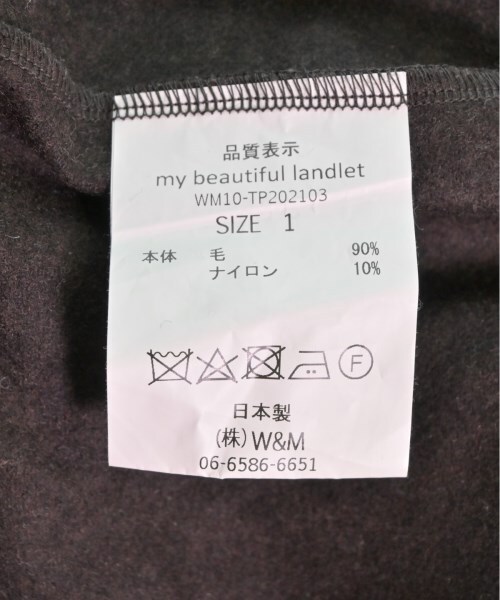 品質表示
my beautiful landlet
WM10-TP202103
SIZE 1
本体 毛 90%
ナイロン 10%
F
日本製
(株)W&M
06-6586-6651